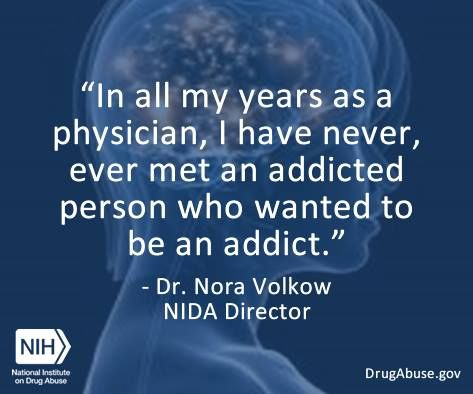 “In all my years as a
physician, I have never,
ever met an addicted
person who wanted to
be an addict.”
- Dr. Nora Volkow
NIDA Director
NIH
National Institute
on Drug Abuse
DrugAbuse.gov